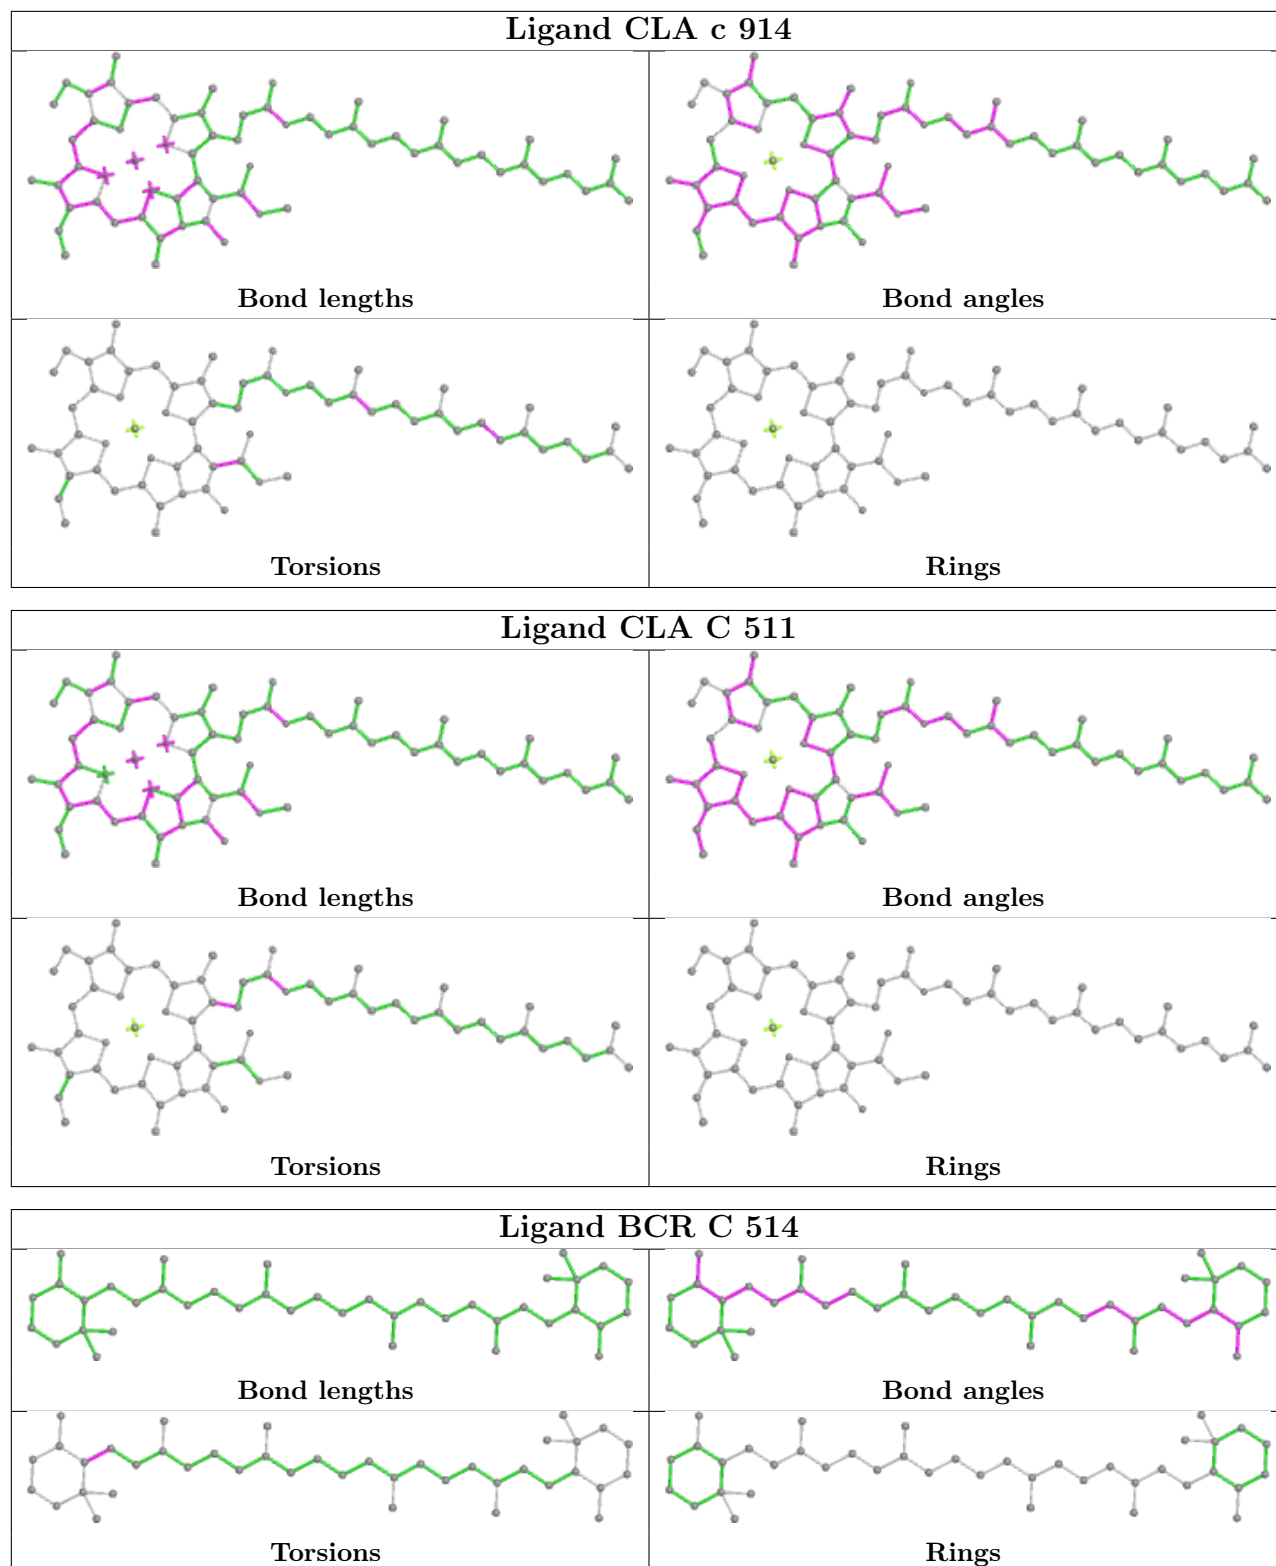 Ligand CLA c 914
Bond lengths
Bond angles
Torsions
Rings
Ligand CLA C 511
Bond lengths
Bond angles
Torsions
Rings
Ligand BCR C 514
Bond lengths
Bond angles
Torsions
Rings